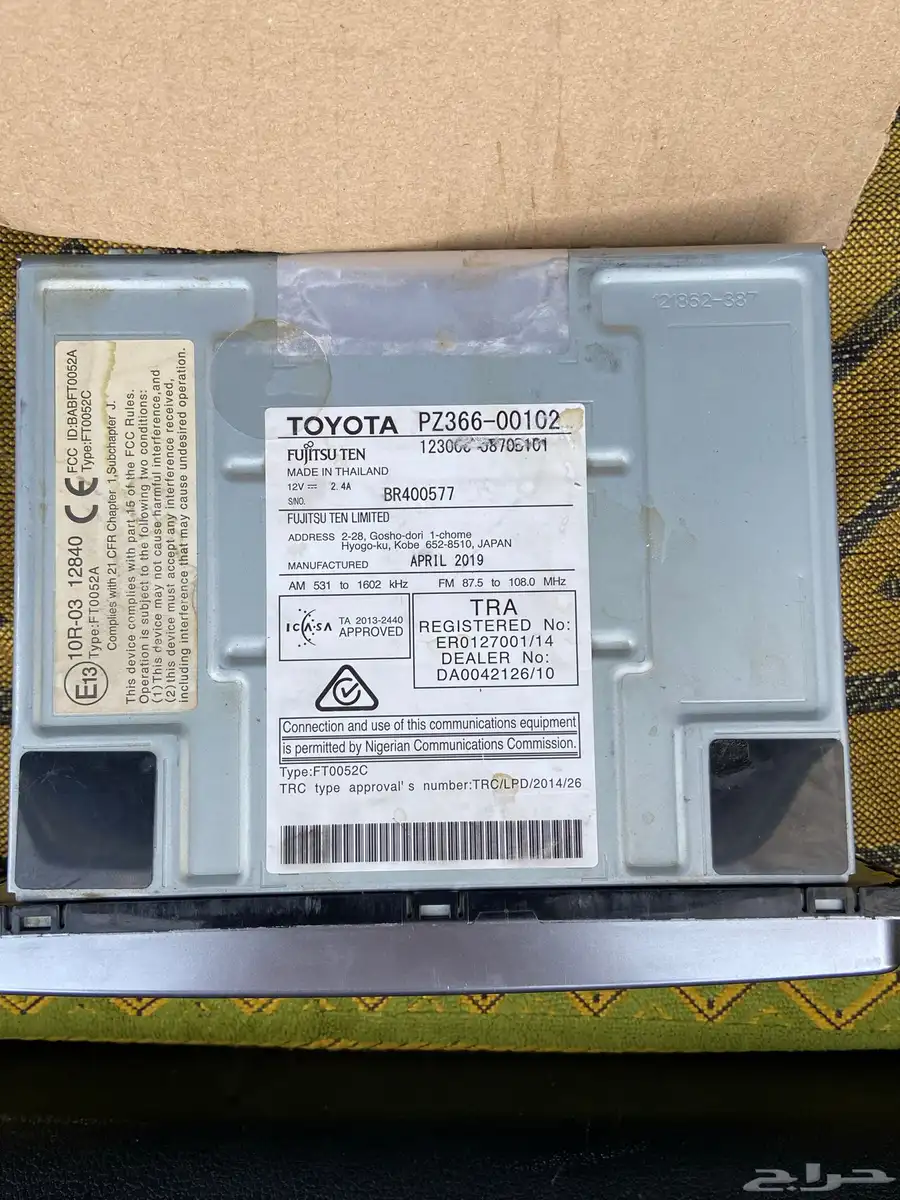 121862-387
TOYOTA PZ366-00102
FUJITSU TEN
MADE IN THAILAND
12V 2.4A
SNO. BR400577
FUJITSU TEN LIMITED
ADDRESS 2-28, Gosho-dori 1-chome
Hyogo-ku, Kobe 652-8510, JAPAN
MANUFACTURED APRIL 2019
AM 531 to 1602 kHz FM 87.5 to 108.0 MHz
ICASA
TA 2013-2440
APPROVED
TRA
REGISTERED No:
ER0127001/14
DEALER No:
DA0042126/10
Connection and use of this communications equipment
is permitted by Nigerian Communications Commission.
Type:FT0052C
TRC type approval's number:TRC/LPD/2014/26
E13 10R-03 12840 CE FCC ID:BABFT0052A
Type:FT0052A Type:FT0052C
Complies with 21 CFR Chapter 1,Subchapter J.
This device complies with part 15 of the FCC Rules.
Operation is subject to the following two conditions:
(1)This device may not cause harmful interference,and
(2)this device must accept any interference received,
including interference that may cause undesired operation.
حراج